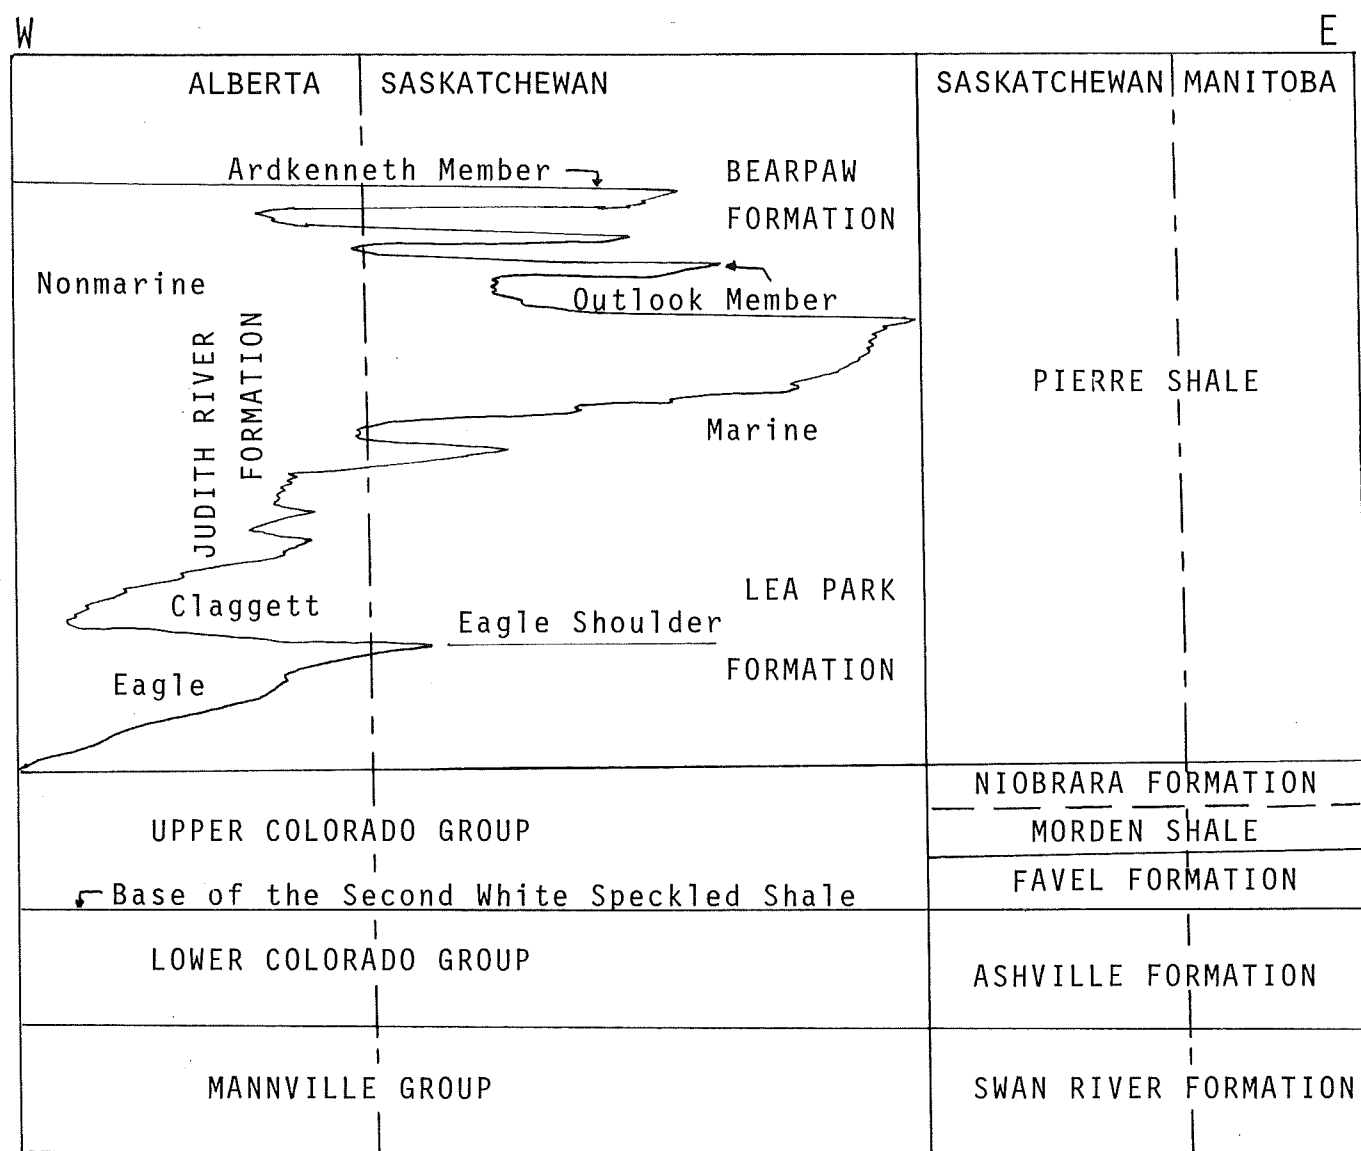 W
E
ALBERTA
SASKATCHEWAN
SASKATCHEWAN
MANITOBA
Ardkenneth Member
BEARPAW
FORMATION
Nonmarine
Outlook Member
JUDITH RIVER
FORMATION
PIERRE SHALE
Marine
Claggett
LEA PARK
FORMATION
Eagle Shoulder
Eagle
NIOBRARA FORMATION
UPPER COLORADO GROUP
MORDEN SHALE
FAVEL FORMATION
Base of the Second White Speckled Shale
LOWER COLORADO GROUP
ASHVILLE FORMATION
MANNVILLE GROUP
SWAN RIVER FORMATION